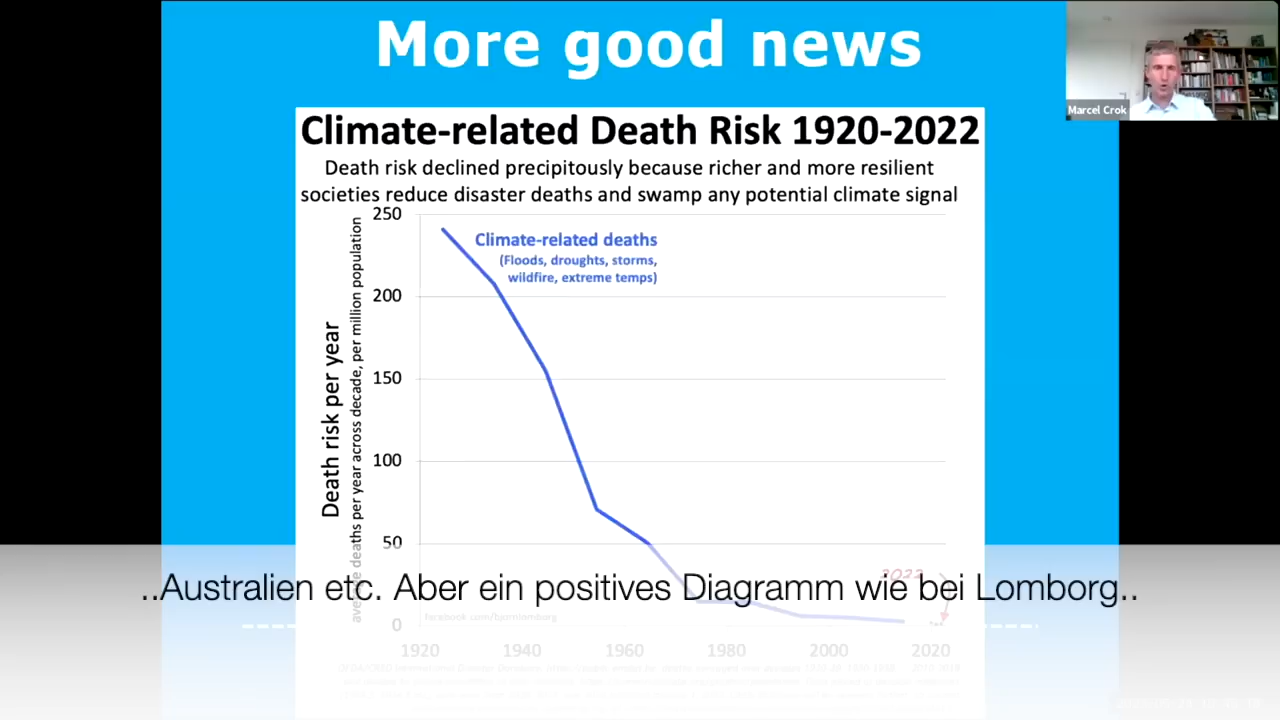 More good news
Marcel Crok
Climate-related Death Risk 1920-2022
Death risk declined precipitously because richer and more resilient
societies reduce disaster deaths and swamp any potential climate signal
Death risk per year
average deaths per year across decade, per million population
250
200
150
100
50
0
Climate-related deaths
(Floods, droughts, storms,
wildfire, extreme temps)
2022
facebook.com/bjornlomborg
1920
1940
1960
1980
2000
2020
..Australien etc. Aber ein positives Diagramm wie bei Lomborg..